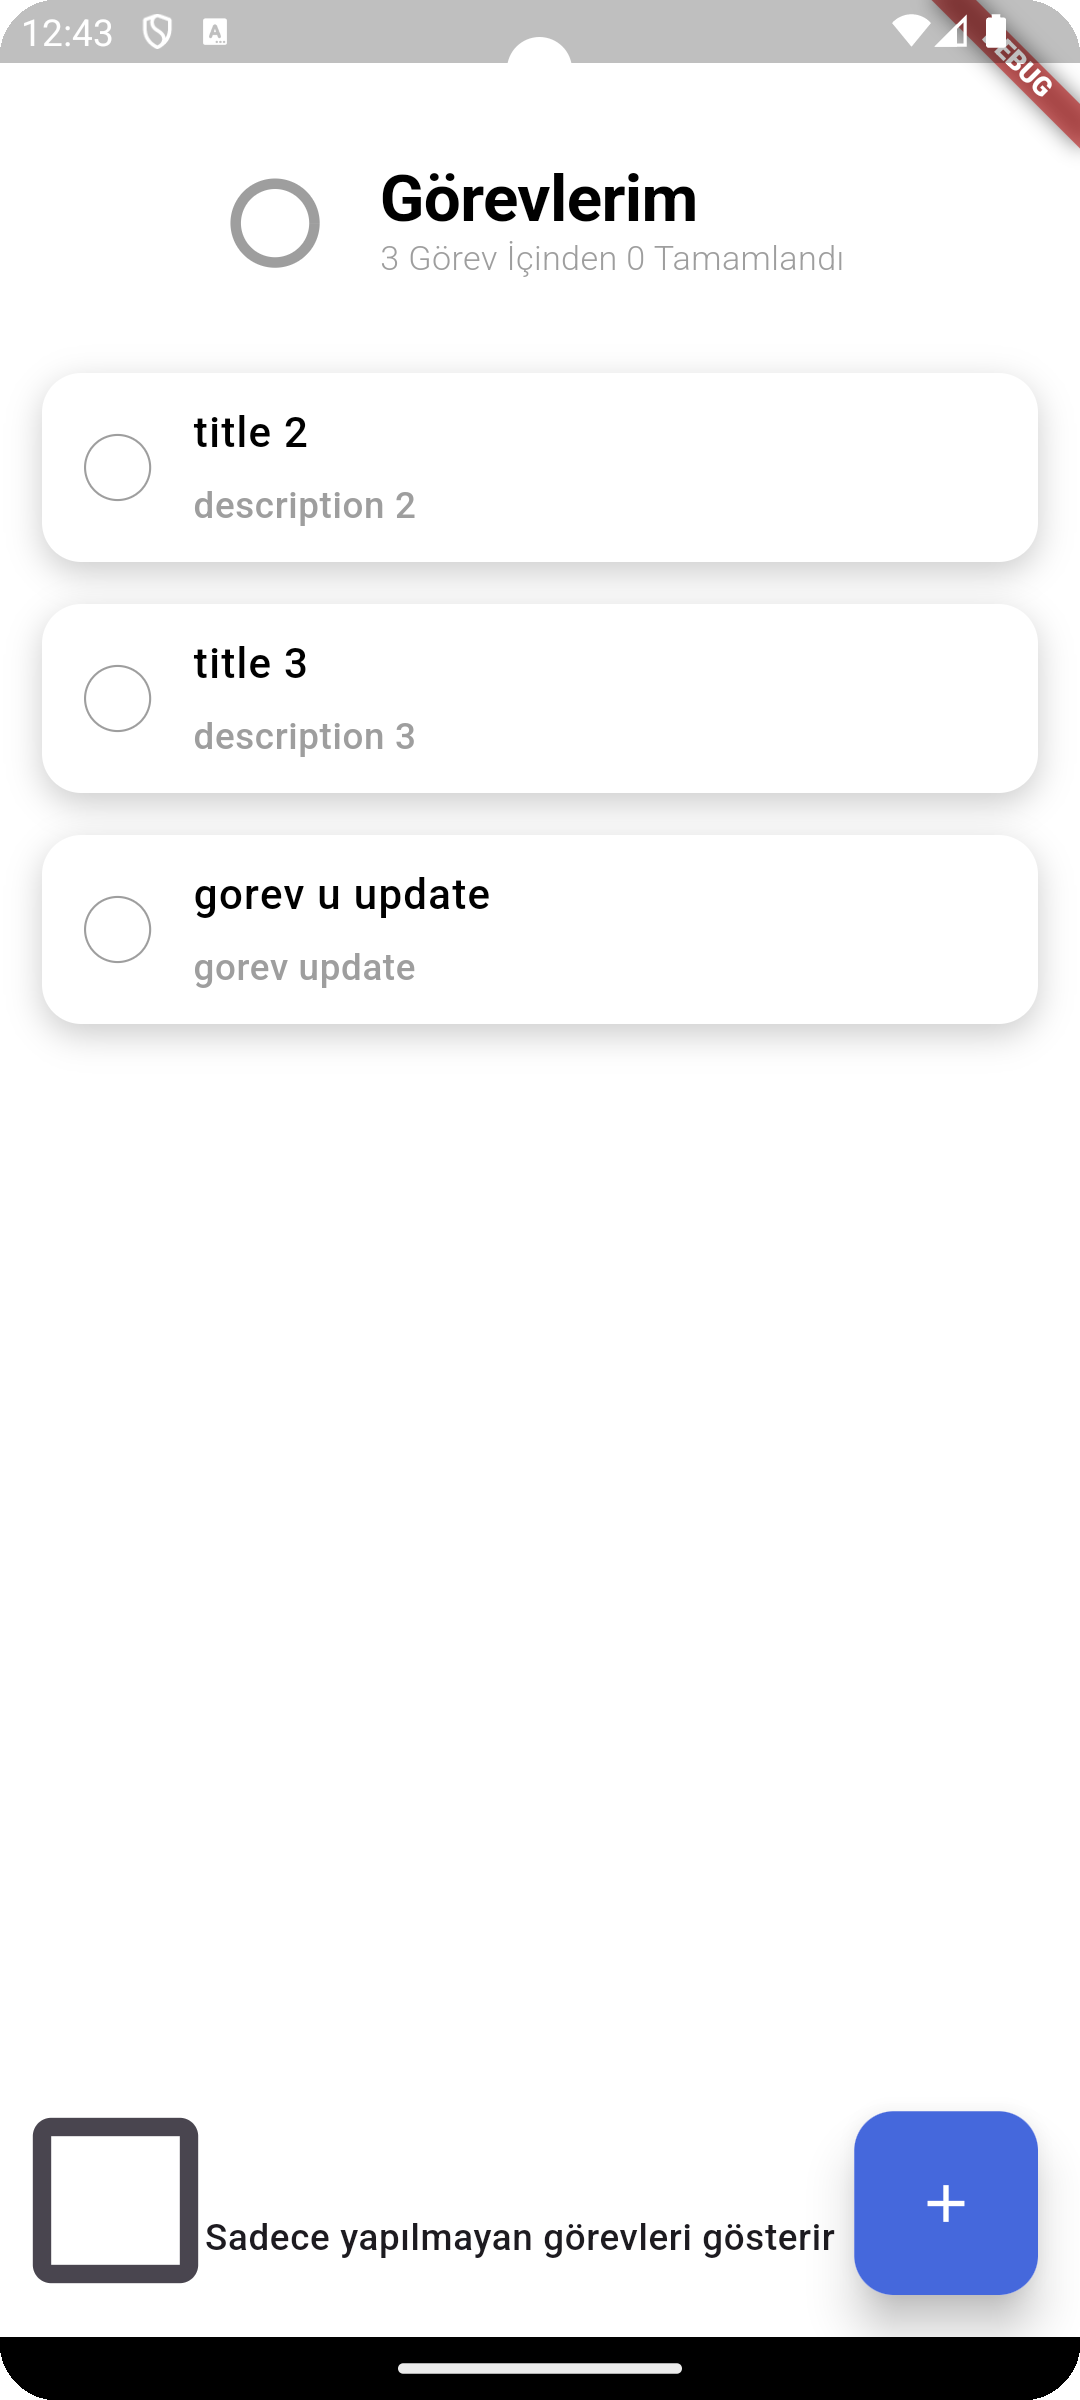 12:43
DEBUG
Görevlerim
3 Görev İçinden 0 Tamamlandı
title 2
description 2
title 3
description 3
gorev u update
gorev update
Sadece yapılmayan görevleri gösterir